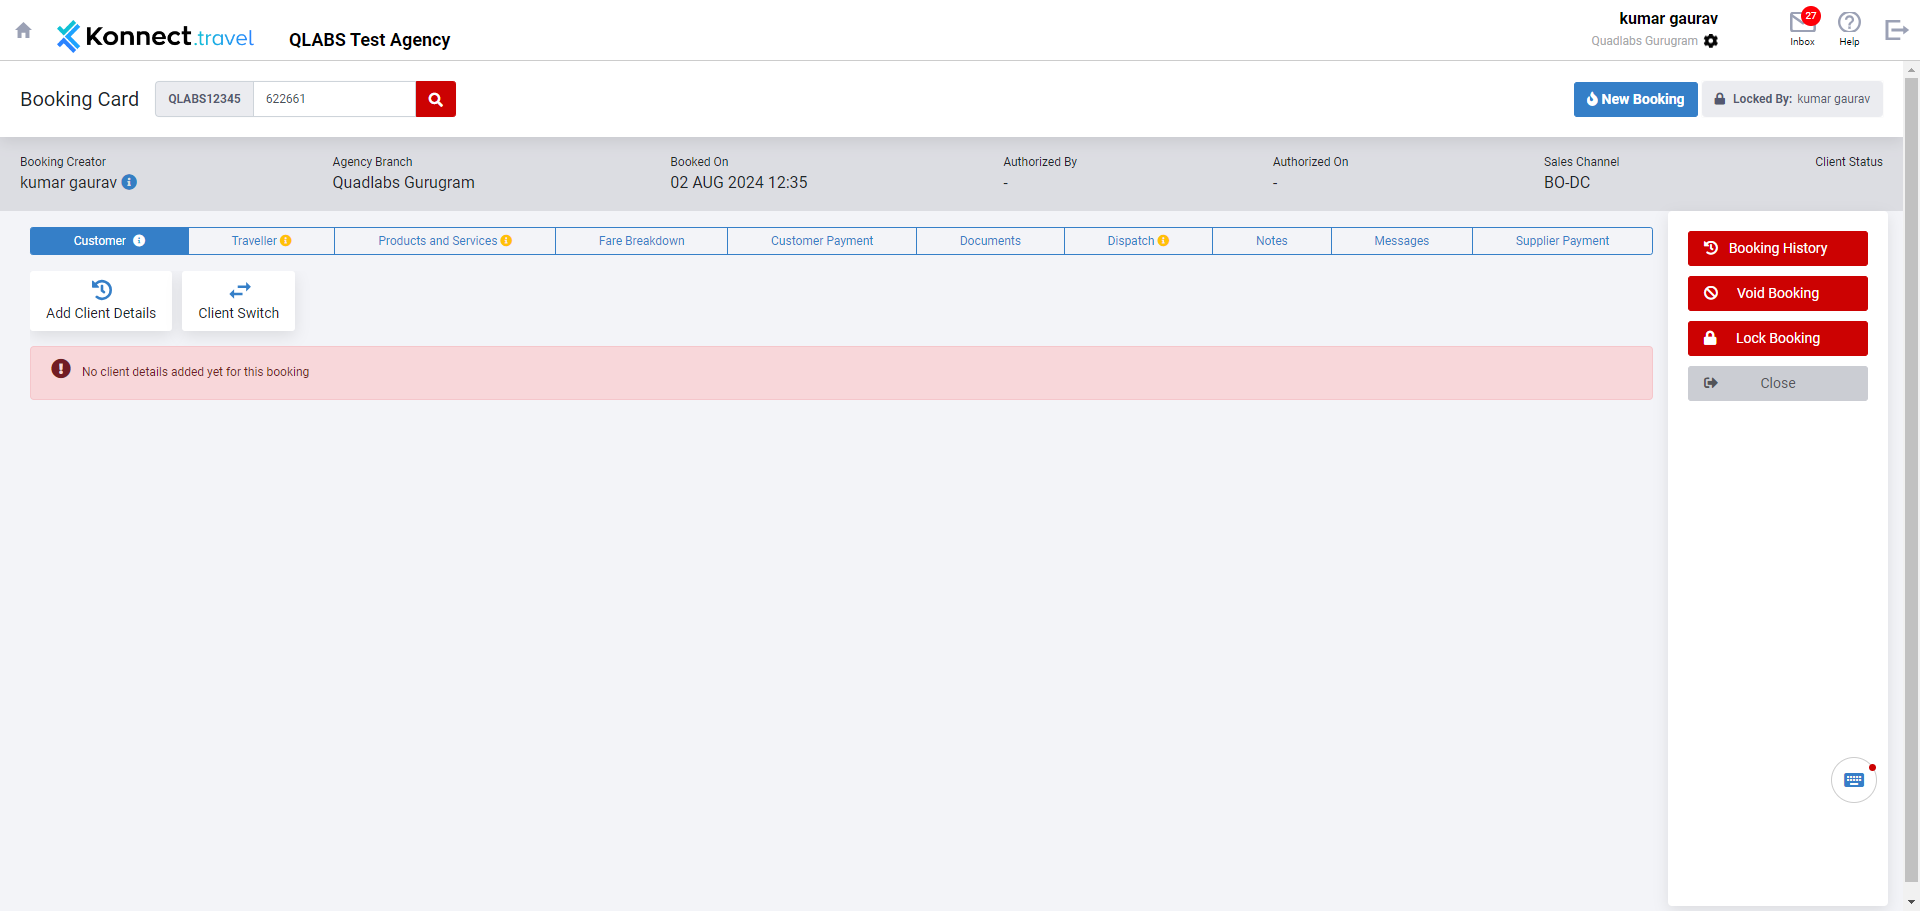 Konnect.travel
QLABS Test Agency
kumar gaurav
Quadlabs Gurugram
27
Inbox
Help
Booking Card
QLABS12345
622661
New Booking
Locked By: kumar gaurav
Booking Creator
kumar gaurav
Agency Branch
Quadlabs Gurugram
Booked On
02 AUG 2024 12:35
Authorized By
-
Authorized On
-
Sales Channel
BO-DC
Client Status
Customer
Traveller
Products and Services
Fare Breakdown
Customer Payment
Documents
Dispatch
Notes
Messages
Supplier Payment
Add Client Details
Client Switch
No client details added yet for this booking
Booking History
Void Booking
Lock Booking
Close